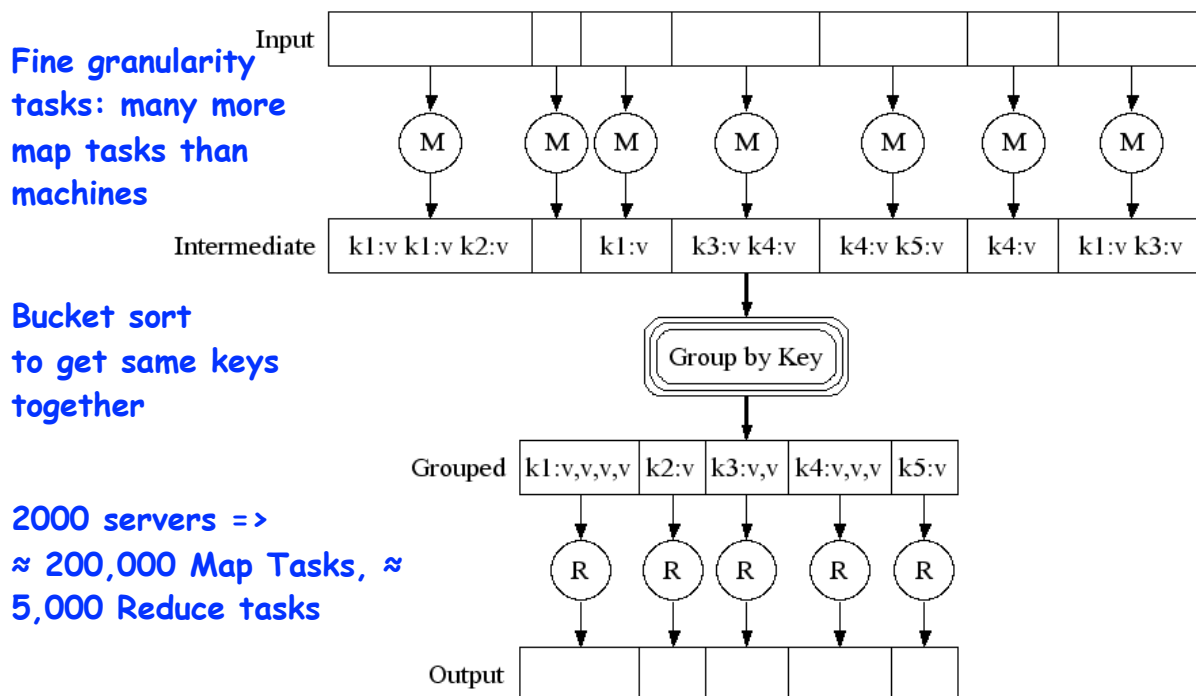 Input
Fine granularity
tasks: many more
map tasks than
machines
M M M M M M M
Intermediate k1:v k1:v k2:v k1:v k3:v k4:v k4:v k5:v k4:v k1:v k3:v
Bucket sort
to get same keys
together
Group by Key
Grouped k1:v,v,v,v k2:v k3:v,v k4:v,v,v k5:v
2000 servers =>
≈ 200,000 Map Tasks, ≈
5,000 Reduce tasks
R R R R R
Output